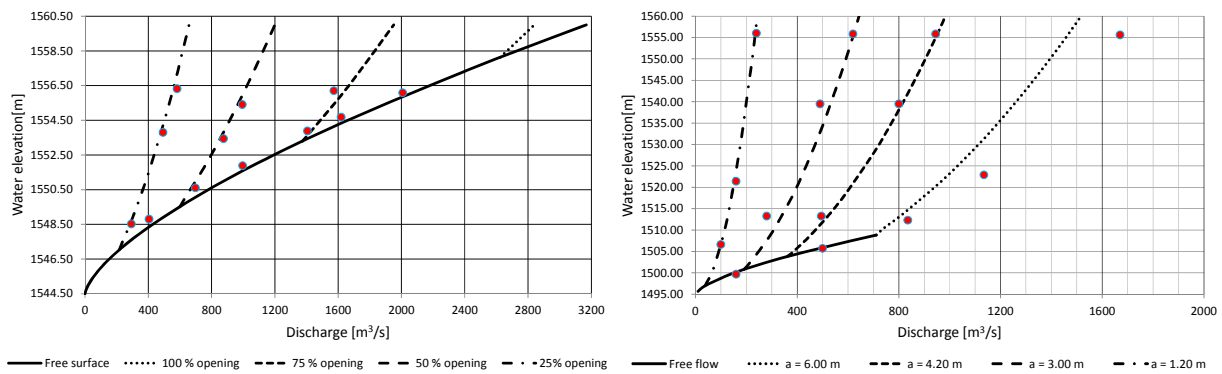 Water elevation[m]
1560.50
1558.50
1556.50
1554.50
1552.50
1550.50
1548.50
1546.50
1544.50
0 400 800 1200 1600 2000 2400 2800 3200
Discharge [m³/s]
Free surface 100 % opening 75 % opening 50 % opening 25% opening
Water elevation[m]
1560.00
1555.00
1550.00
1545.00
1540.00
1535.00
1530.00
1525.00
1520.00
1515.00
1510.00
1505.00
1500.00
1495.00
0 400 800 1200 1600 2000
Discharge [m³/s]
Free flow a = 6.00 m a = 4.20 m a = 3.00 m a = 1.20 m